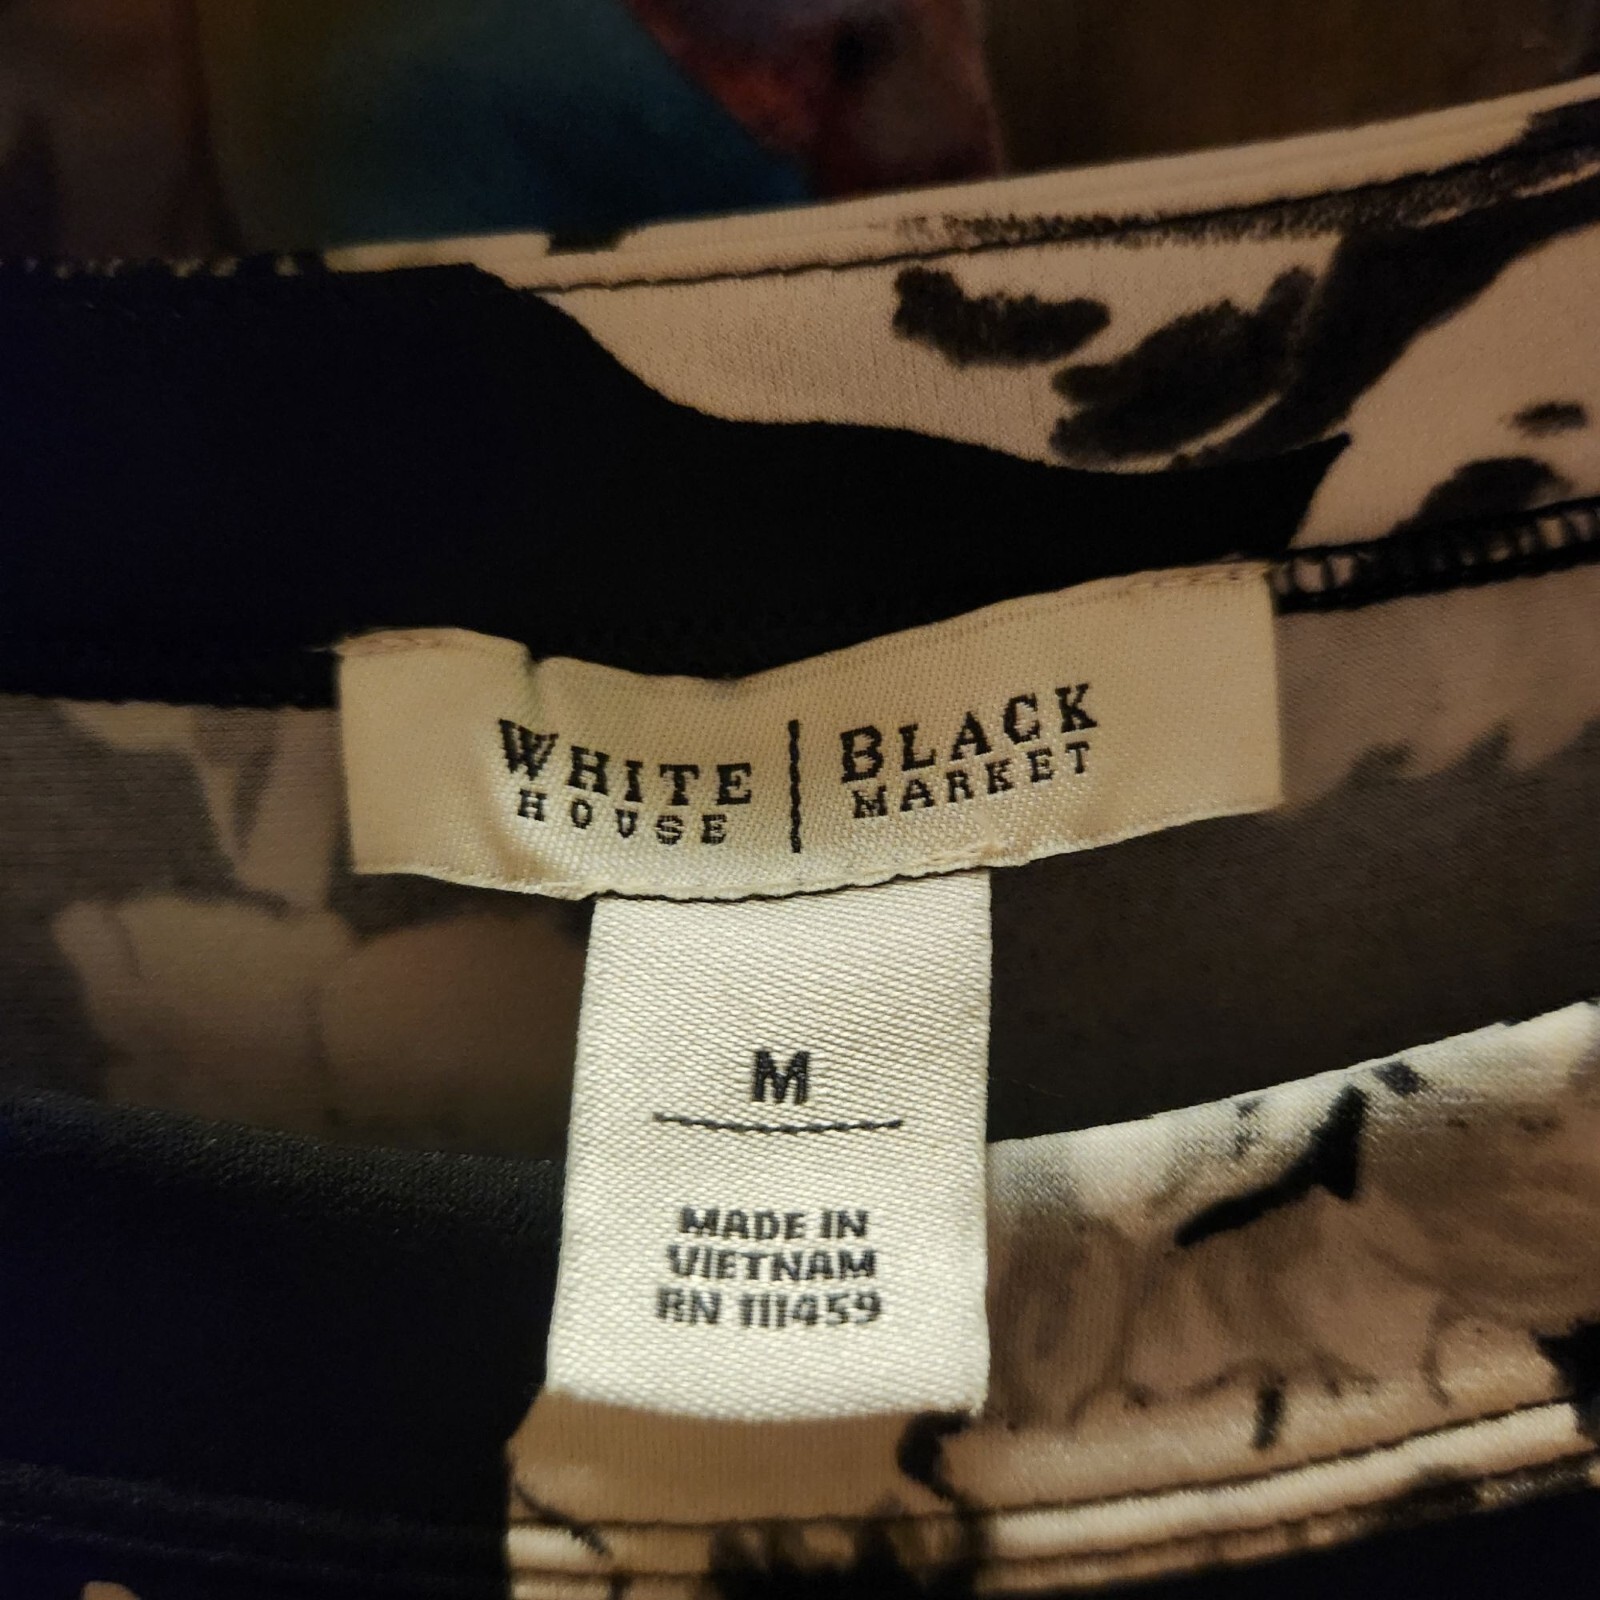 WHITE HOUSE | BLACK MARKET
M
MADE IN
VIETNAM
RN 111459